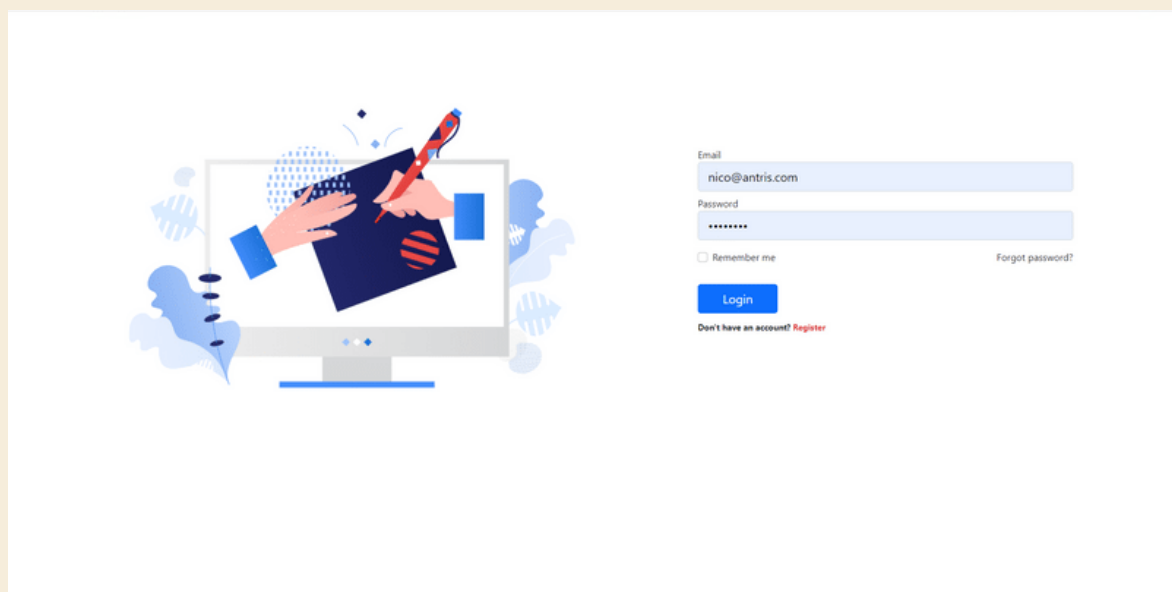 Email
nico@antris.com
Password
••••••••
Remember me Forgot password?
Login
Don't have an account? Register